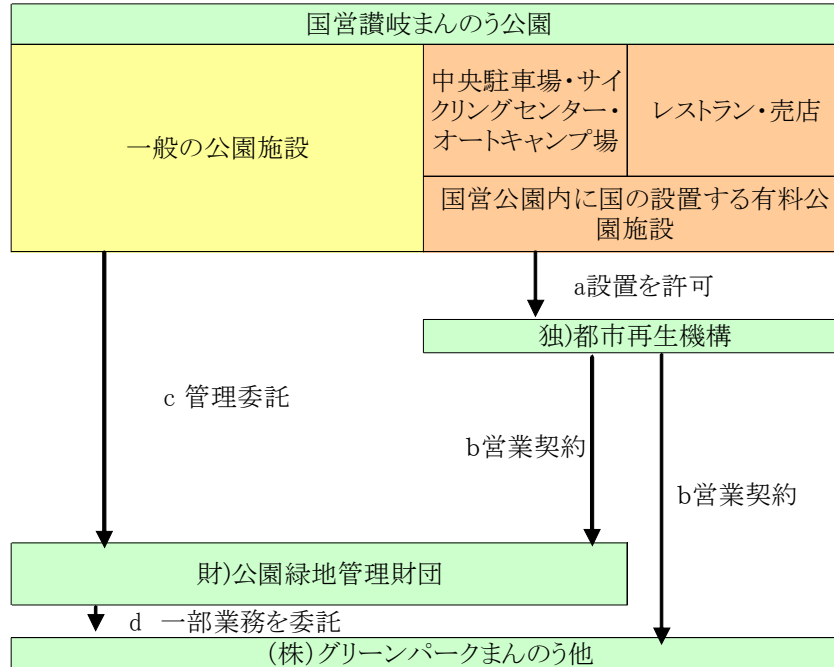 国営讃岐まんのう公園
一般の公園施設
中央駐車場・サイ
クリングセンター・
オートキャンプ場
レストラン・売店
国営公園内に国の設置する有料公
園施設
a設置を許可
独)都市再生機構
c 管理委託
b営業契約
b営業契約
財)公園緑地管理財団
d 一部業務を委託
(株)グリーンパークまんのう他